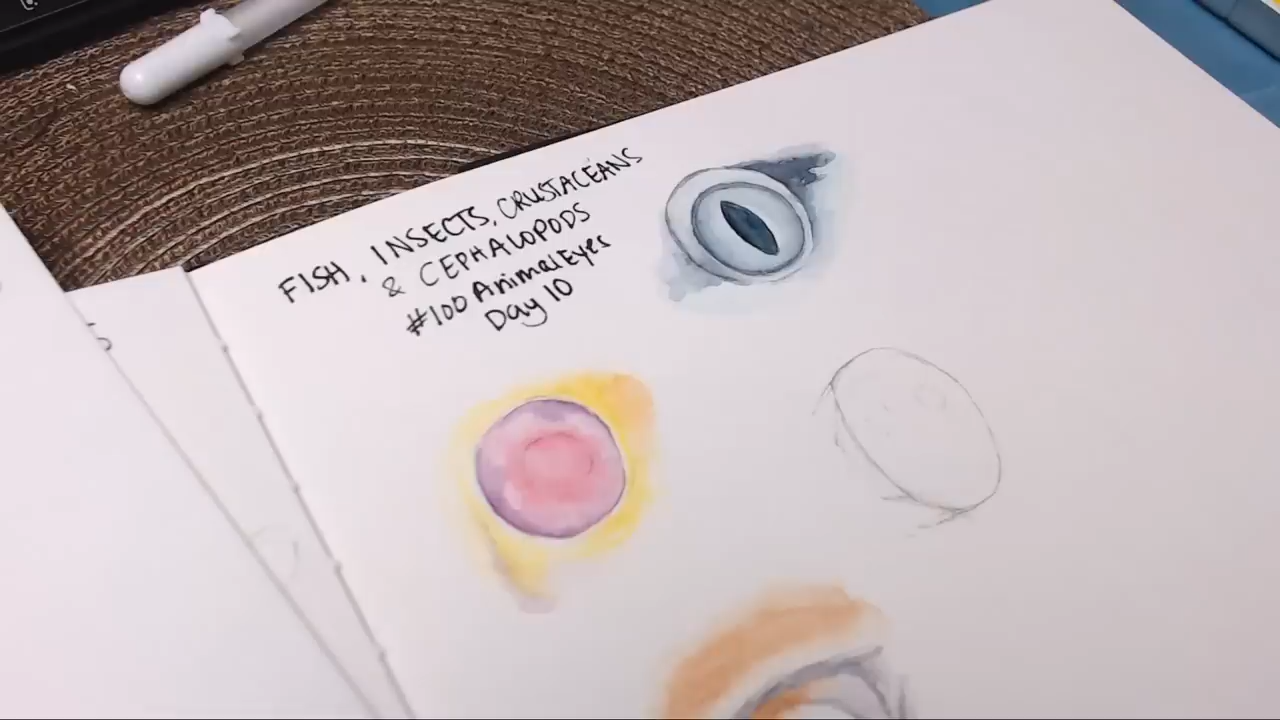 FISH, INSECTS, CRUSTACEANS
& CEPHALOPODS
#100 AnimalEyes
Day 10